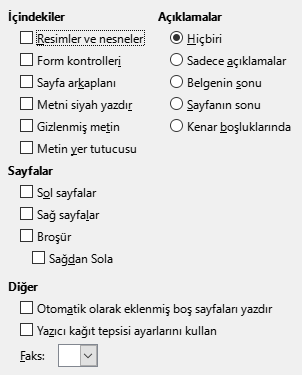 İçindekiler
Resimler ve nesneler
Form kontrolleri
Sayfa arkaplanı
Metni siyah yazdır
Gizlenmiş metin
Metin yer tutucusu
Açıklamalar
Hiçbiri
Sadece açıklamalar
Belgenin sonu
Sayfanın sonu
Kenar boşluklarında
Sayfalar
Sol sayfalar
Sağ sayfalar
Broşür
Sağdan Sola
Diğer
Otomatik olarak eklenmiş boş sayfaları yazdır
Yazıcı kağıt tepsisi ayarlarını kullan
Faks: